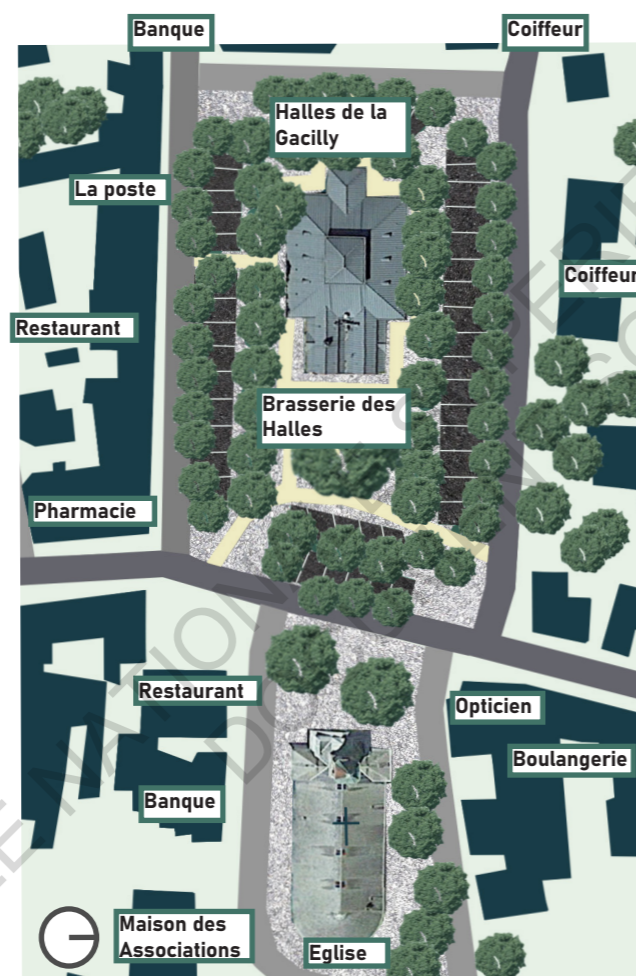 Banque
Coiffeur
Halles de la
Gacilly
La poste
Coiffeur
Restaurant
Brasserie des
Halles
Pharmacie
Restaurant
Opticien
Boulangerie
Banque
Maison des
Associations
Eglise